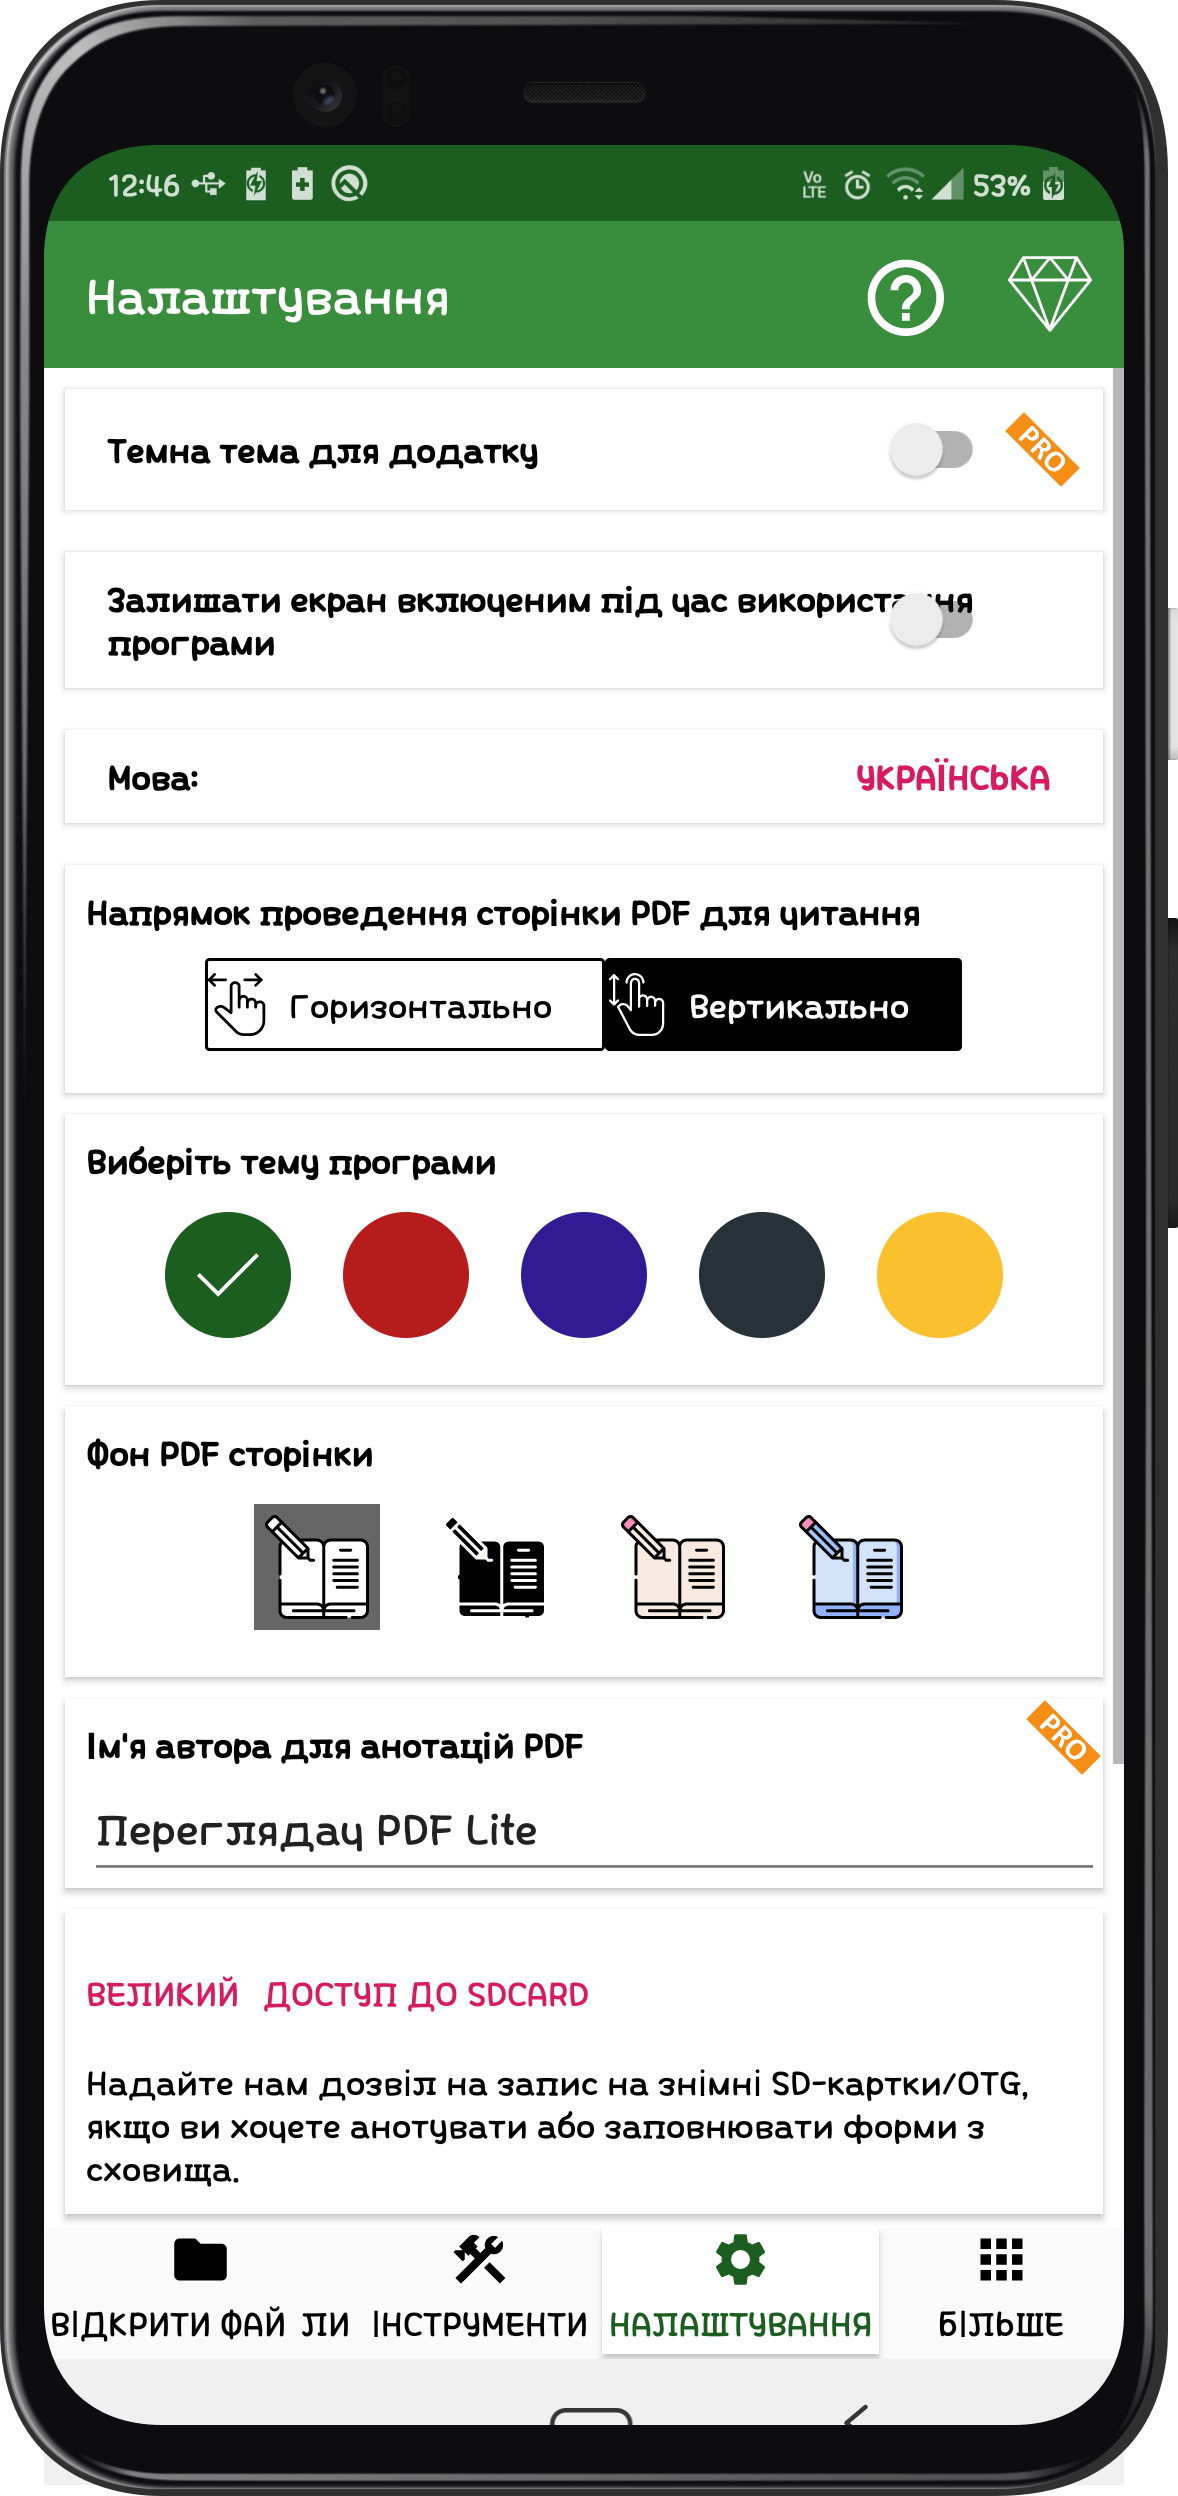 12:46
Vo LTE
53%
Налаштування
Темна тема для додатку
PRO
Залишати екран включеним під час використання
програми
Мова:
УКРАЇНСЬКА
Напрямок проведення сторінки PDF для читання
Горизонтально
Вертикально
Виберіть тему програми
Фон PDF сторінки
Ім'я автора для анотацій PDF
PRO
Переглядач PDF Lite
ВЕЛИКИЙ ДОСТУП ДО SDCARD
Надайте нам дозвіл на запис на знімні SD-картки/OTG,
якщо ви хочете анотувати або заповнювати форми з
сховища.
ВІДКРИТИ ФАЙЛИ
ІНСТРУМЕНТИ
НАЛАШТУВАННЯ
БІЛЬШЕ